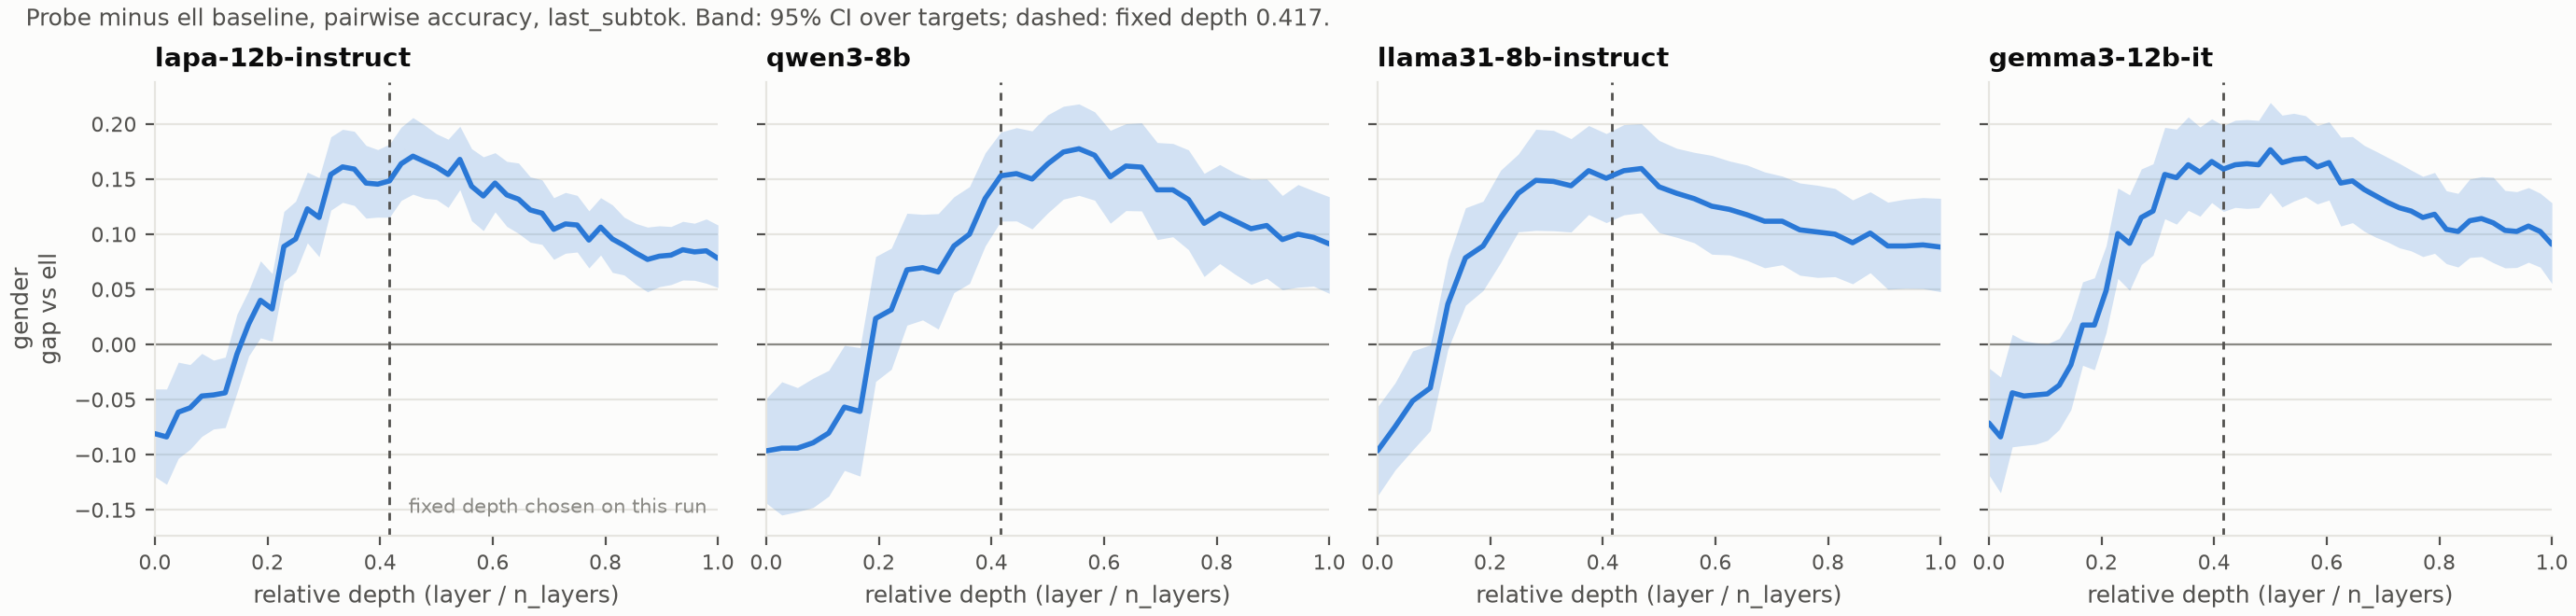 Probe minus ell baseline, pairwise accuracy, last_subtok. Band: 95% CI over targets; dashed: fixed depth 0.417.
lapa-12b-instruct
qwen3-8b
llama31-8b-instruct
gemma3-12b-it
gender
gap vs ell
0.20
0.15
0.10
0.05
0.00
−0.05
−0.10
−0.15
fixed depth chosen on this run
0.0 0.2 0.4 0.6 0.8 1.0
0.0 0.2 0.4 0.6 0.8 1.0
0.0 0.2 0.4 0.6 0.8 1.0
0.0 0.2 0.4 0.6 0.8 1.0
relative depth (layer / n_layers)
relative depth (layer / n_layers)
relative depth (layer / n_layers)
relative depth (layer / n_layers)